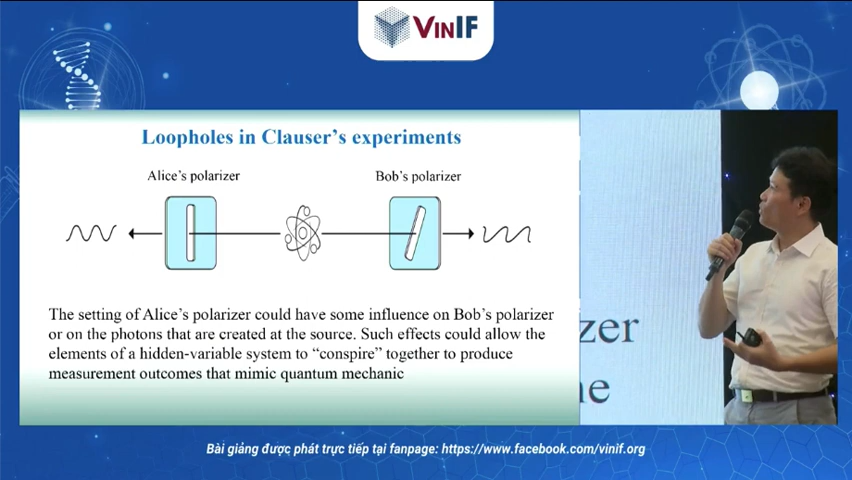 VINIF
Loopholes in Clauser's experiments
Alice's polarizer
Bob's polarizer
The setting of Alice's polarizer could have some influence on Bob's polarizer
or on the photons that are created at the source. Such effects could allow the
elements of a hidden-variable system to “conspire” together to produce
measurement outcomes that mimic quantum mechanic
zer
ne
Bài giảng được phát trực tiếp tại fanpage: https://www.facebook.com/vinif.org